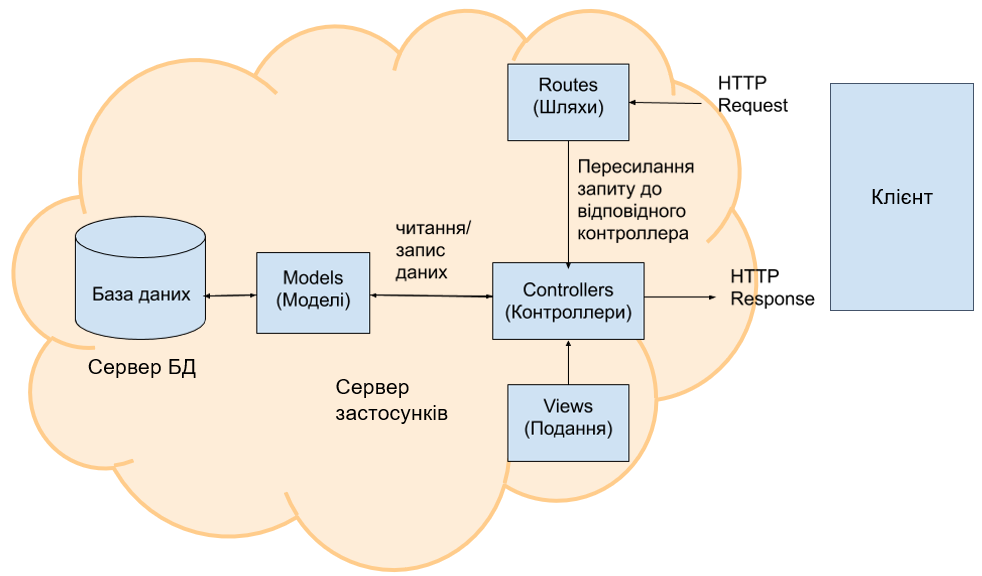 Routes
(Шляхи)
HTTP
Request
Клієнт
Пересилання
запиту до
відповідного
контроллера
читання/
запис
даних
База даних
Models
(Моделі)
Controllers
(Контроллери)
HTTP
Response
Сервер БД
Сервер
застосунків
Views
(Подання)